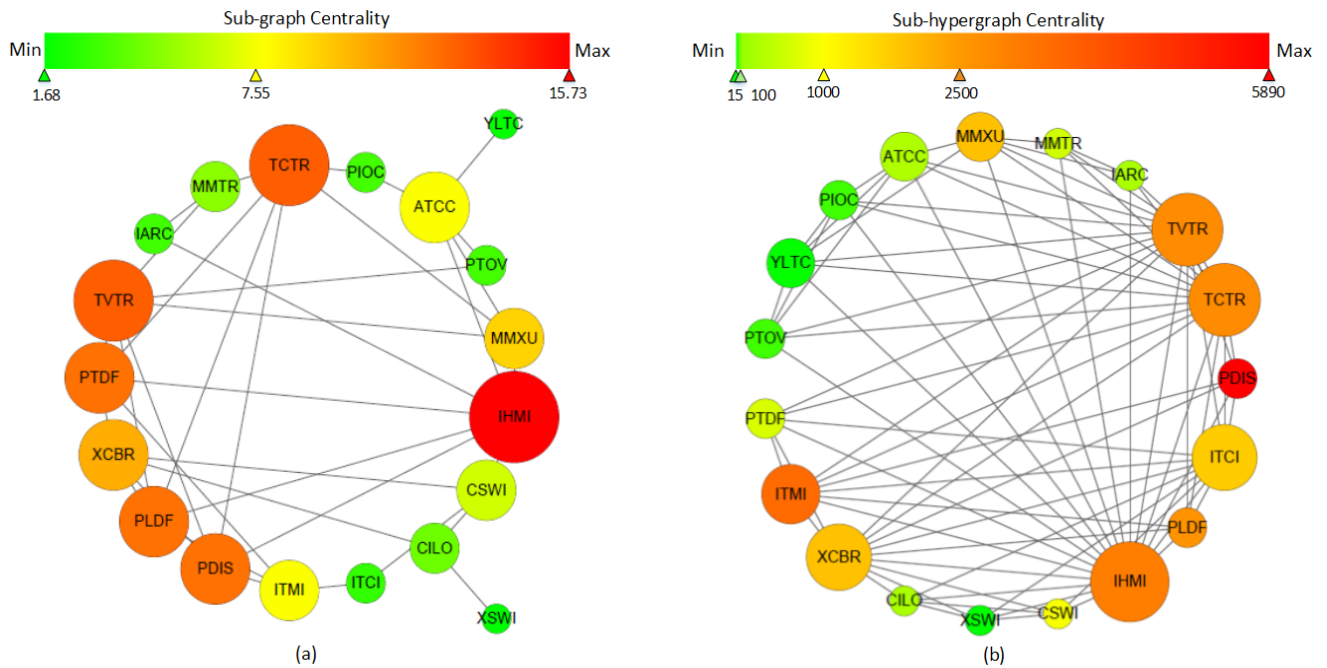 Sub-graph Centrality
Min Max
1.68 7.55 15.73
YLTC
TCTR
PIOC
MMTR
ATCC
IARC
PTOV
TVTR
MMXU
PTDF
IHMI
XCBR
CSWI
PLDF
CILO
PDIS
ITMI
ITCI
XSWI
(a)
Sub-hypergraph Centrality
Min Max
15 100 1000 2500 5890
MMXU
MMTR
ATCC
IARC
PIOC
TVTR
YLTC
TCTR
PTOV
PDIS
PTDF
ITCI
ITMI
PLDF
XCBR
IHMI
CILO
CSWI
XSWI
(b)